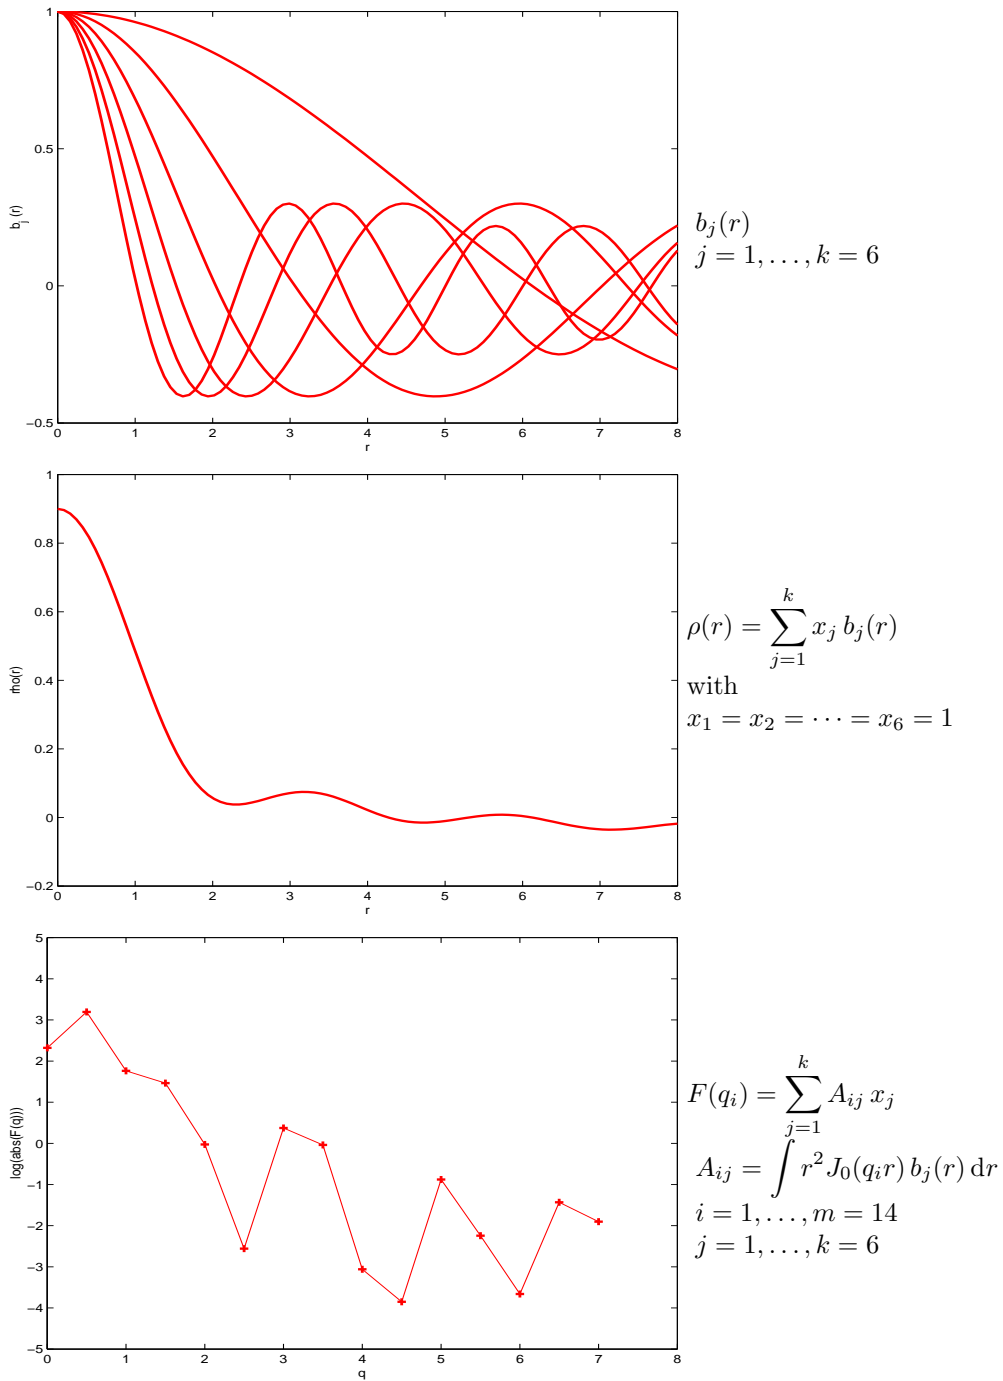 1
0.5
0
−0.5
0 1 2 3 4 5 6 7 8
r
b_j (r)
b_j(r)
j = 1, . . . , k = 6
1
0.8
0.6
0.4
0.2
0
−0.2
0 1 2 3 4 5 6 7 8
r
rho(r)
ρ(r) = ∑_{j=1}^{k} x_j b_j(r)
with
x_1 = x_2 = · · · = x_6 = 1
5
4
3
2
1
0
−1
−2
−3
−4
−5
0 1 2 3 4 5 6 7 8
q
log(abs(F(q)))
F(q_i) = ∑_{j=1}^{k} A_{ij} x_j
A_{ij} = ∫ r^2 J_0(q_i r) b_j(r) dr
i = 1, . . . , m = 14
j = 1, . . . , k = 6